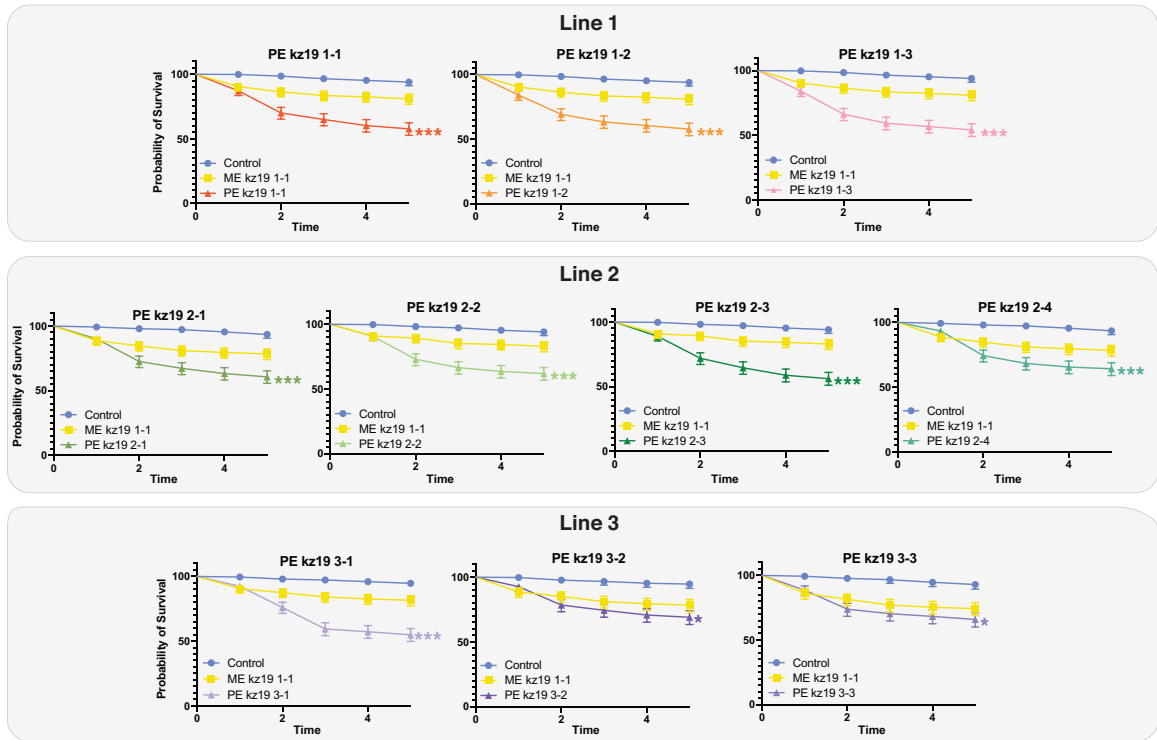 Line 1
PE kz19 1-1
Probability of Survival
100
50
0
Control
ME kz19 1-1
PE kz19 1-1
***
0 2 4
Time
PE kz19 1-2
100
50
0
Control
ME kz19 1-1
PE kz19 1-2
***
0 2 4
Time
PE kz19 1-3
100
50
0
Control
ME kz19 1-1
PE kz19 1-3
***
0 2 4
Time
Line 2
PE kz19 2-1
Probability of Survival
100
50
0
Control
ME kz19 1-1
PE kz19 2-1
***
0 2 4
Time
PE kz19 2-2
100
50
0
Control
ME kz19 1-1
PE kz19 2-2
***
0 2 4
Time
PE kz19 2-3
100
50
0
Control
ME kz19 1-1
PE kz19 2-3
***
0 2 4
Time
PE kz19 2-4
100
50
0
Control
ME kz19 1-1
PE kz19 2-4
***
0 2 4
Time
Line 3
PE kz19 3-1
Probability of Survival
100
50
0
Control
ME kz19 1-1
PE kz19 3-1
***
0 2 4
Time
PE kz19 3-2
100
50
0
Control
ME kz19 1-1
PE kz19 3-2
*
0 2 4
Time
PE kz19 3-3
100
50
0
Control
ME kz19 1-1
PE kz19 3-3
*
0 2 4
Time